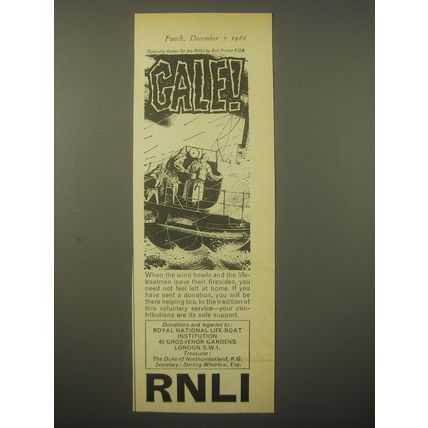 Punch, December 7 1966
Specially drawn for the RNLI by Eric Fraser FSIA
GALE!
When the wind howls and the life-
boatmen leave their firesides, you
need not feel left at home. If you
have sent a donation, you will be
there helping too. In the tradition of
this voluntary service—your con-
tributions are its sole support.
Donations and legacies to:
ROYAL NATIONAL LIFE-BOAT
INSTITUTION
42 GROSVENOR GARDENS
LONDON S.W.1.
Treasurer:
The Duke of Northumberland, K.G.
Secretary: Stirling Whorlow, Esq.
RNLI